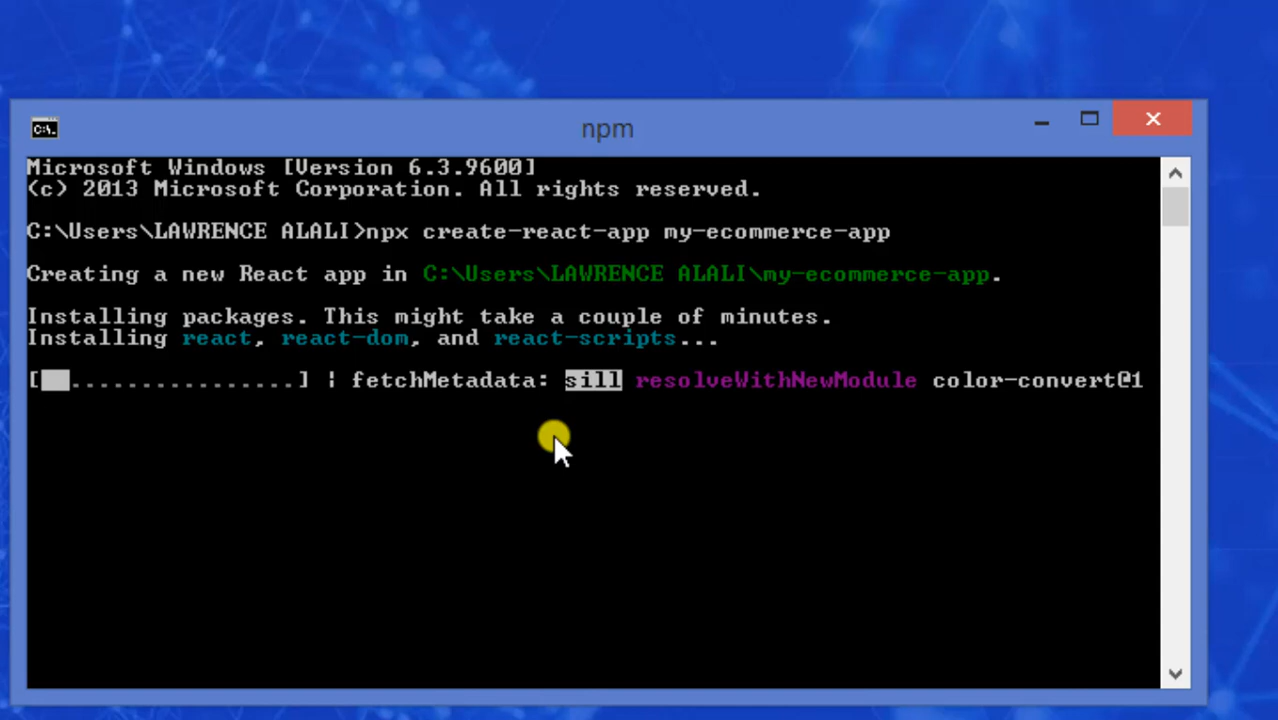 C:\.
npm
Microsoft Windows [Version 6.3.9600]
(c) 2013 Microsoft Corporation. All rights reserved.
C:\Users\LAWRENCE ALALI>npx create-react-app my-ecommerce-app
Creating a new React app in C:\Users\LAWRENCE ALALI\my-ecommerce-app.
Installing packages. This might take a couple of minutes.
Installing react, react-dom, and react-scripts...
[██................] | fetchMetadata: sill resolveWithNewModule color-convert@1